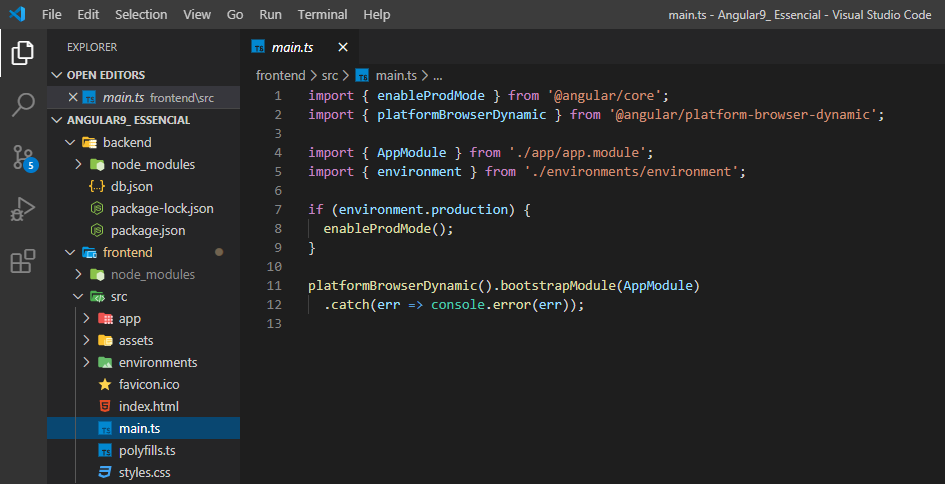 File Edit Selection View Go Run Terminal Help main.ts - Angular9_ Essencial - Visual Studio Code
EXPLORER
OPEN EDITORS
main.ts frontend\src
ANGULAR9_ ESSENCIAL
backend
node_modules
db.json
package-lock.json
package.json
frontend
node_modules
src
app
assets
environments
favicon.ico
index.html
main.ts
polyfills.ts
styles.css
5
main.ts
frontend > src > main.ts > ...
1 import { enableProdMode } from '@angular/core';
2 import { platformBrowserDynamic } from '@angular/platform-browser-dynamic';
3
4 import { AppModule } from './app/app.module';
5 import { environment } from './environments/environment';
6
7 if (environment.production) {
8 enableProdMode();
9 }
10
11 platformBrowserDynamic().bootstrapModule(AppModule)
12 .catch(err => console.error(err));
13